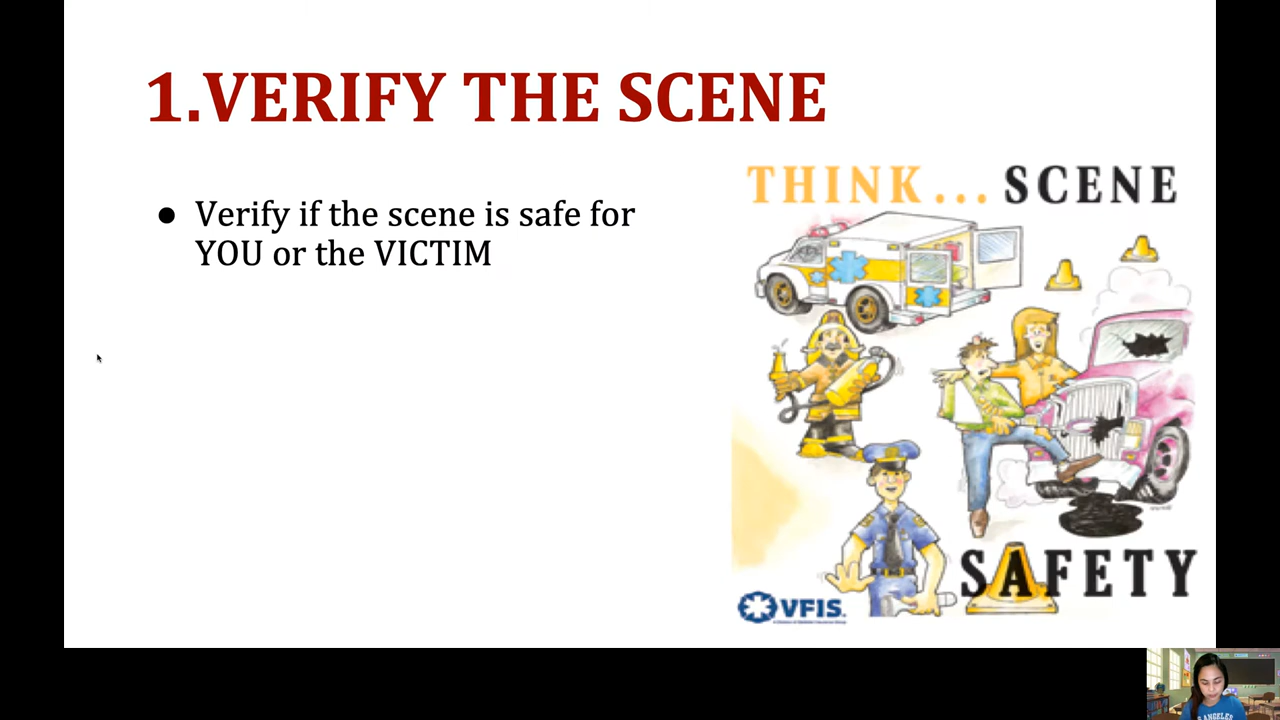 1.VERIFY THE SCENE
● Verify if the scene is safe for
YOU or the VICTIM
THINK... SCENE
SAFETY
VFIS.
ANGELES